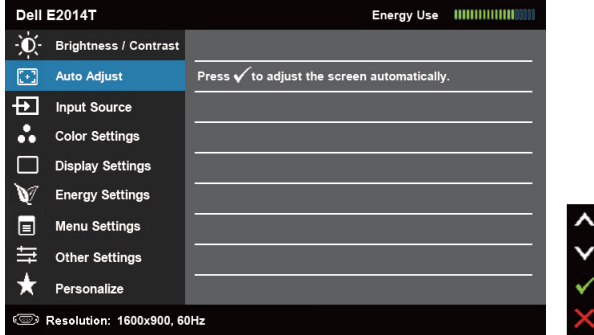 Dell E2014T Energy Use
Brightness / Contrast
Auto Adjust Press ✓ to adjust the screen automatically.
Input Source
Color Settings
Display Settings
Energy Settings
Menu Settings
Other Settings
Personalize
Resolution: 1600x900, 60Hz